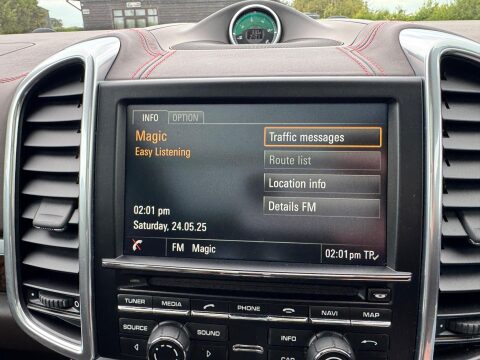 INFO OPTION
Magic
Easy Listening
Traffic messages
Route list
Location info
Details FM
02:01 pm
Saturday, 24.05.25
FM Magic 02:01 pm TP
TUNER MEDIA PHONE NAVI MAP
SOURCE SOUND INFO
CAR